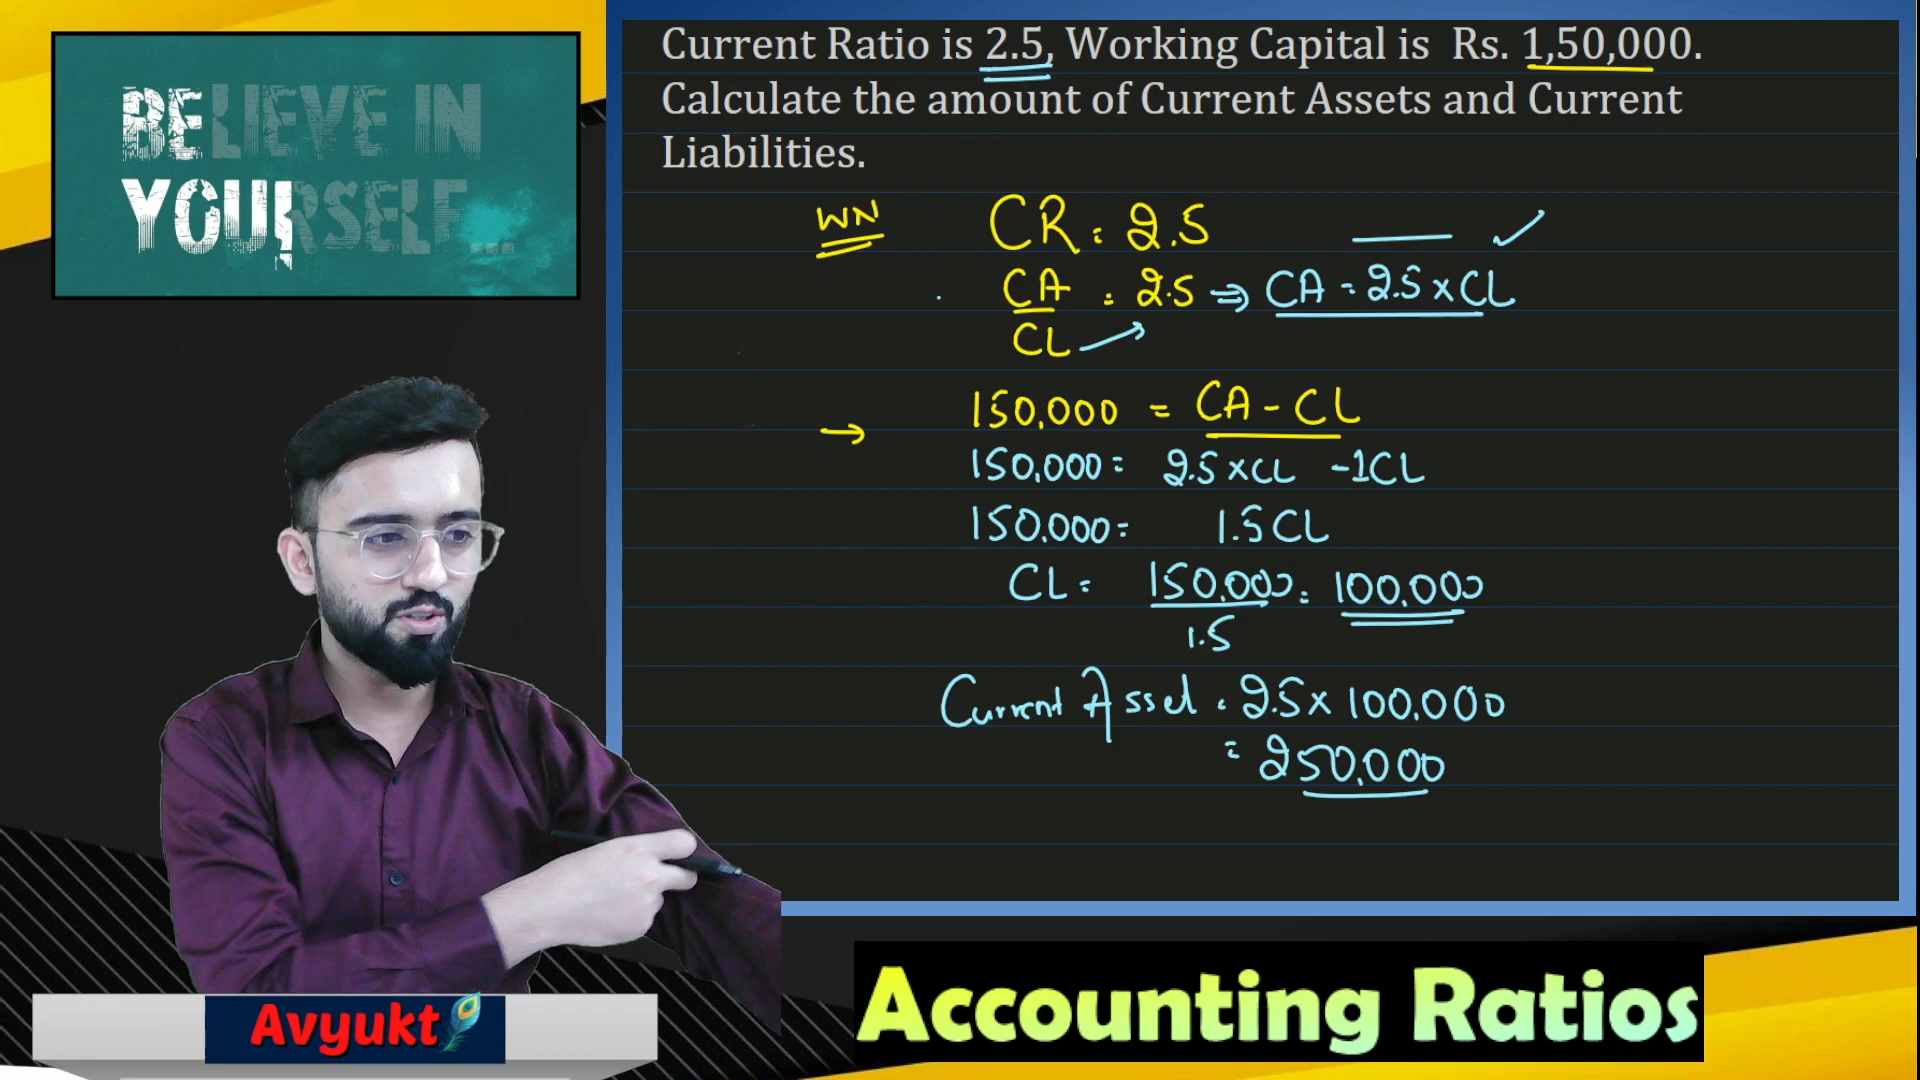 BELIEVE IN
YOURSELF...
Current Ratio is 2.5, Working Capital is Rs. 1,50,000.
Calculate the amount of Current Assets and Current
Liabilities.
WN
CR = 2.5
CA = 2.5 ⇒ CA = 2.5 x CL
CL
→ 150,000 = CA - CL
150,000 = 2.5 x CL - 1CL
150,000 = 1.5 CL
CL = 150,000 = 100,000
1.5
Current Asset = 2.5 x 100,000
= 250,000
Avyukt
Accounting Ratios